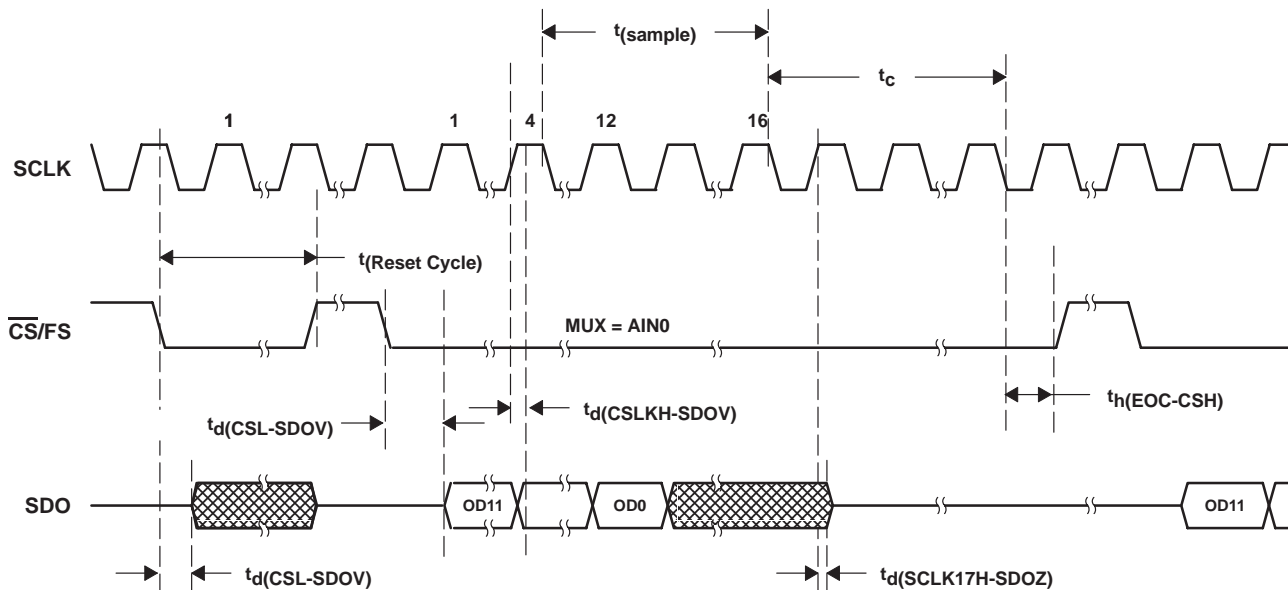 t(sample)
tc
1 1 4 12 16
SCLK
t(Reset Cycle)
CS/FS
MUX = AIN0
td(CSL-SDOV)
td(CSLKH-SDOV)
th(EOC-CSH)
SDO
OD11
OD0
OD11
td(CSL-SDOV)
td(SCLK17H-SDOZ)